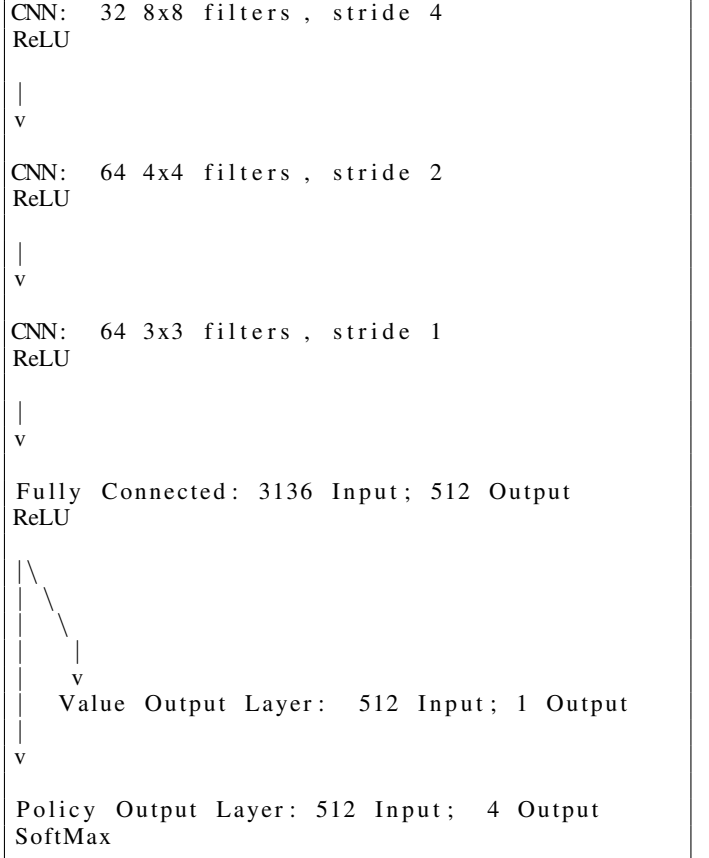 CNN: 32 8x8 filters, stride 4
ReLU
|
v
CNN: 64 4x4 filters, stride 2
ReLU
|
v
CNN: 64 3x3 filters, stride 1
ReLU
|
v
Fully Connected: 3136 Input; 512 Output
ReLU
|\
| \
|  \
|   |
|   v
|  Value Output Layer: 512 Input; 1 Output
|
v
Policy Output Layer: 512 Input; 4 Output
SoftMax